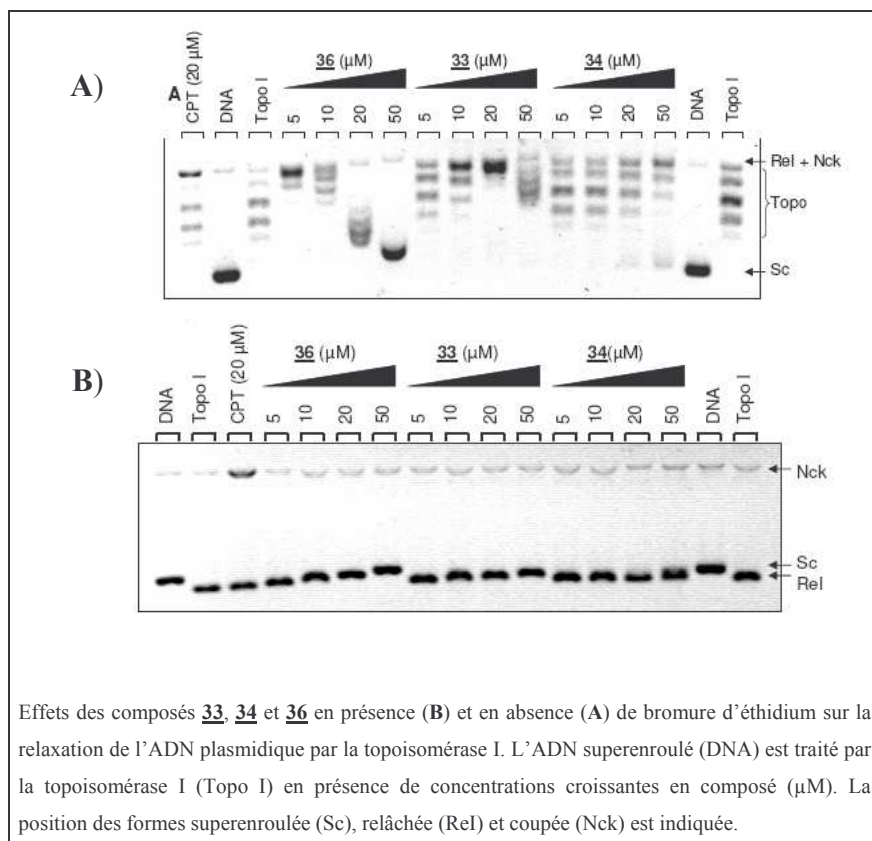 A)
A
CPT (20 µM)
DNA
Topo I
36 (µM)
5 10 20 50
33 (µM)
5 10 20 50
34 (µM)
5 10 20 50
DNA
Topo I
Rel + Nck
Topo
Sc
B)
DNA
Topo I
CPT (20 µM)
36 (µM)
5 10 20 50
33 (µM)
5 10 20 50
34(µM)
5 10 20 50
DNA
Topo I
Nck
Sc
Rel
Effets des composés 33, 34 et 36 en présence (B) et en absence (A) de bromure d'éthidium sur la
relaxation de l'ADN plasmidique par la topoisomérase I. L'ADN superenroulé (DNA) est traité par
la topoisomérase I (Topo I) en présence de concentrations croissantes en composé (µM). La
position des formes superenroulée (Sc), relâchée (Rel) et coupée (Nck) est indiquée.